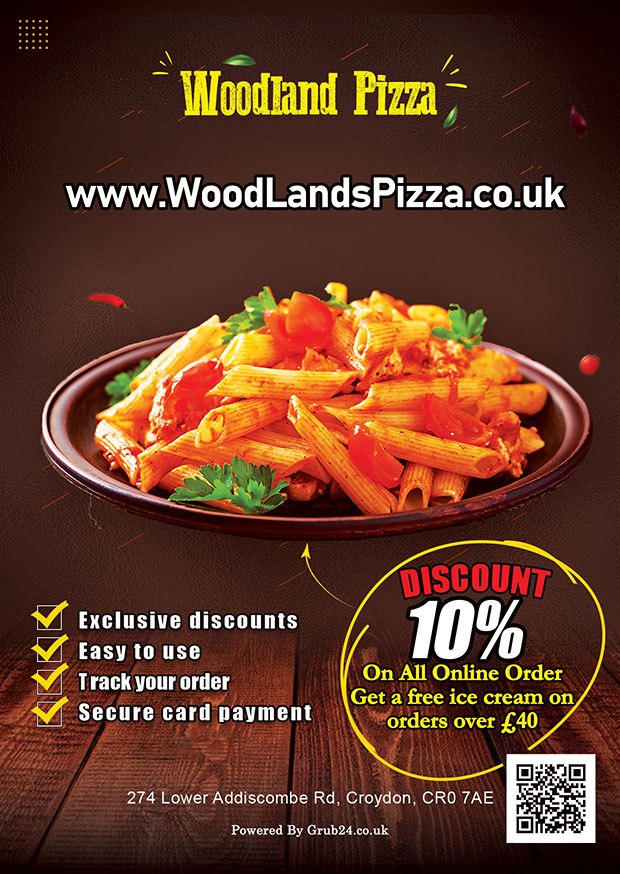 Woodland Pizza
www.WoodLandsPizza.co.uk
Exclusive discounts
Easy to use
Track your order
Secure card payment
DISCOUNT
10%
On All Online Order
Get a free ice cream on
orders over £40
274 Lower Addiscombe Rd, Croydon, CR0 7AE
Powered By Grub24.co.uk